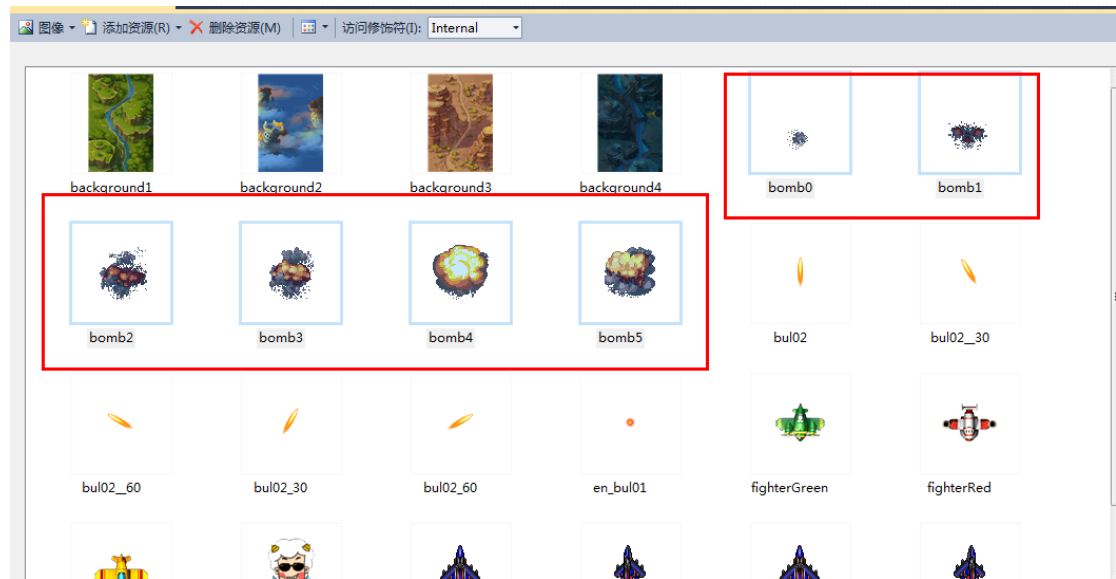 图像 添加资源(R) 删除资源(M) 访问修饰符(I): Internal
background1 background2 background3 background4 bomb0 bomb1
bomb2 bomb3 bomb4 bomb5 bul02 bul02__30
bul02__60 bul02_30 bul02_60 en_bul01 fighterGreen fighterRed